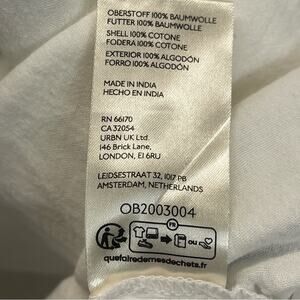 OBERSTOFF 100% BAUMWOLLE
FUTTER 100% BAUMWOLLE
SHELL 100% COTONE
FODERA 100% COTONE
EXTERIOR 100% ALGODÓN
FORRO 100% ALGODÓN
MADE IN INDIA
HECHO EN INDIA
RN 66170
CA 32054
URBN UK Ltd.
146 Brick Lane,
LONDON, E1 6RU
LEIDSESTRAAT 32, 1017 PB
AMSTERDAM, NETHERLANDS
OB2003004
FR
OU
quefairedemesdechets.fr